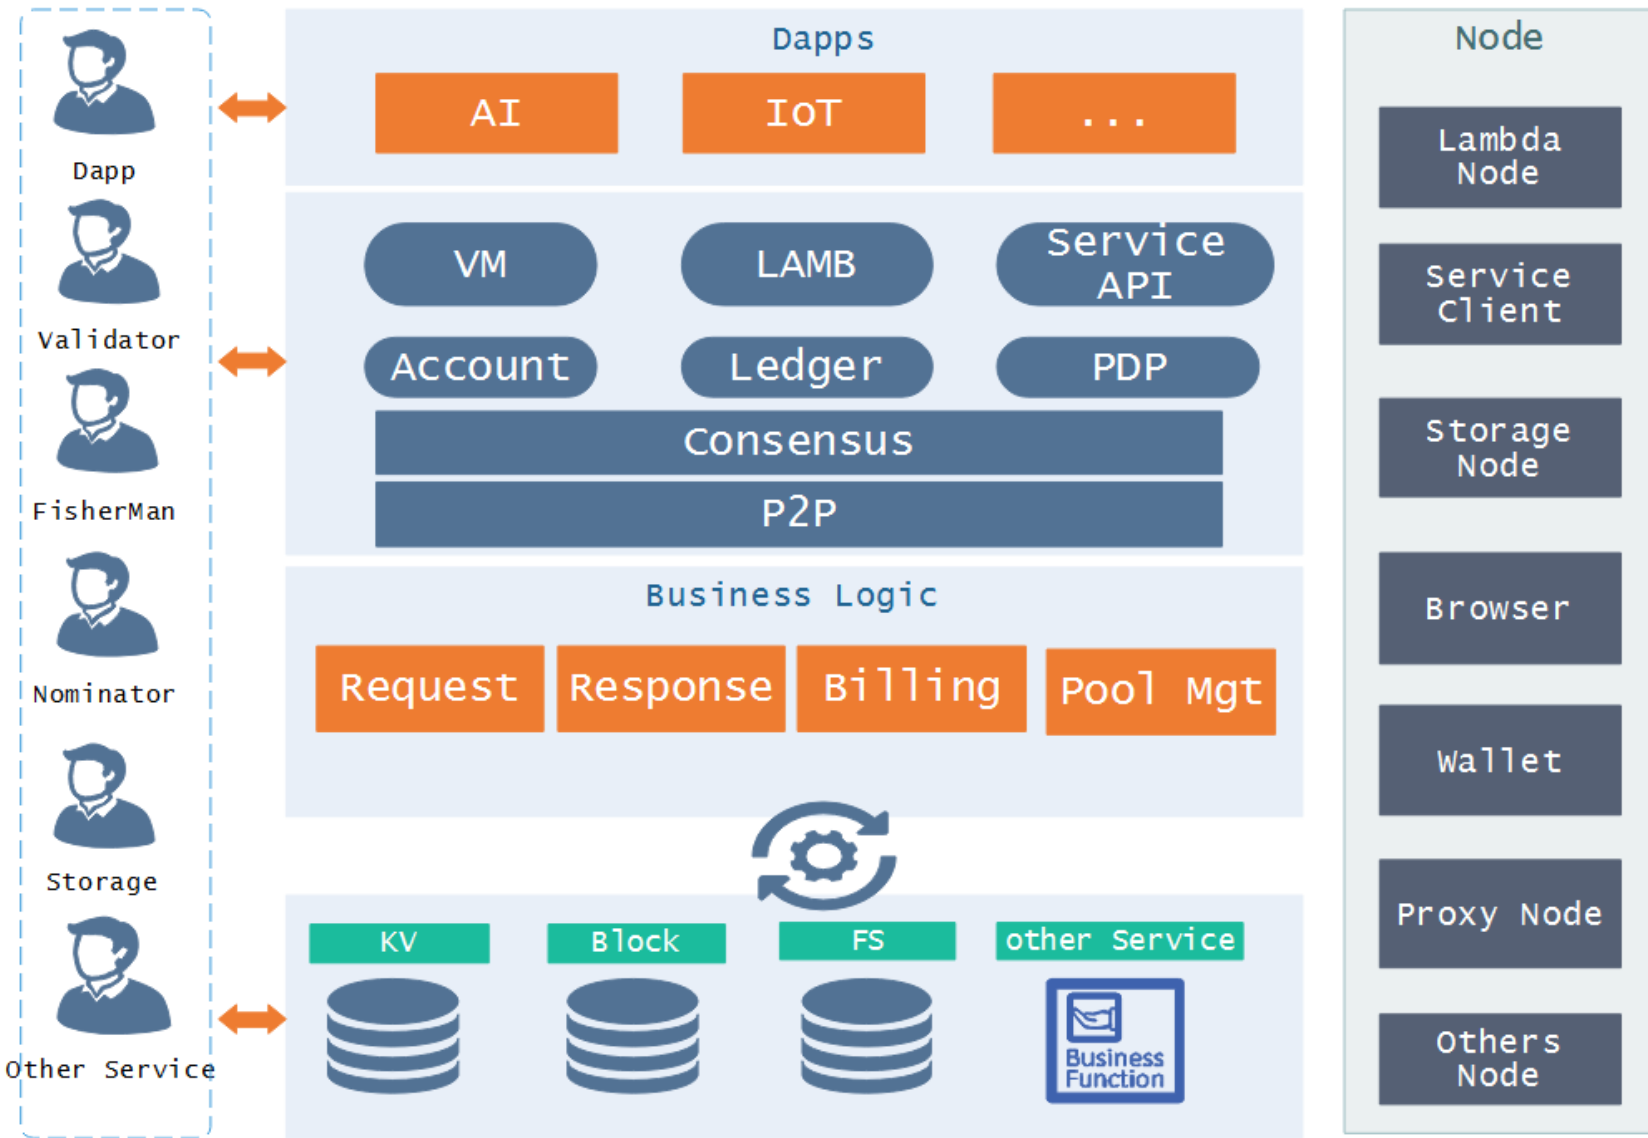 Dapp
Validator
FisherMan
Nominator
Storage
Other Service
Dapps
AI
IoT
...
VM
LAMB
Service
API
Account
Ledger
PDP
Consensus
P2P
Business Logic
Request
Response
Billing
Pool Mgt
KV
Block
FS
other Service
Business
Function
Node
Lambda
Node
Service
Client
Storage
Node
Browser
Wallet
Proxy Node
Others
Node